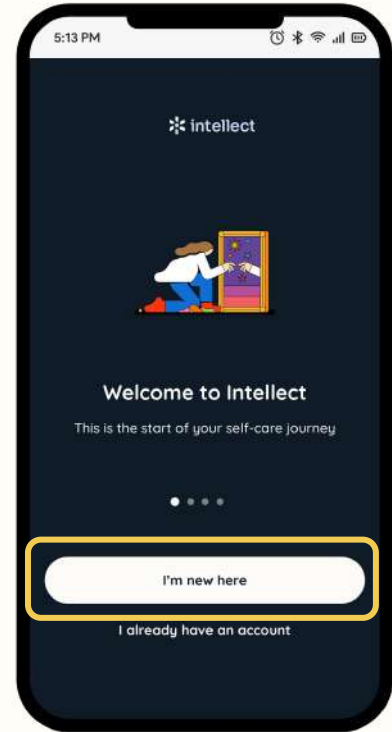 5:13 PM
intellect
Welcome to Intellect
This is the start of your self-care journey
I'm new here
I already have an account